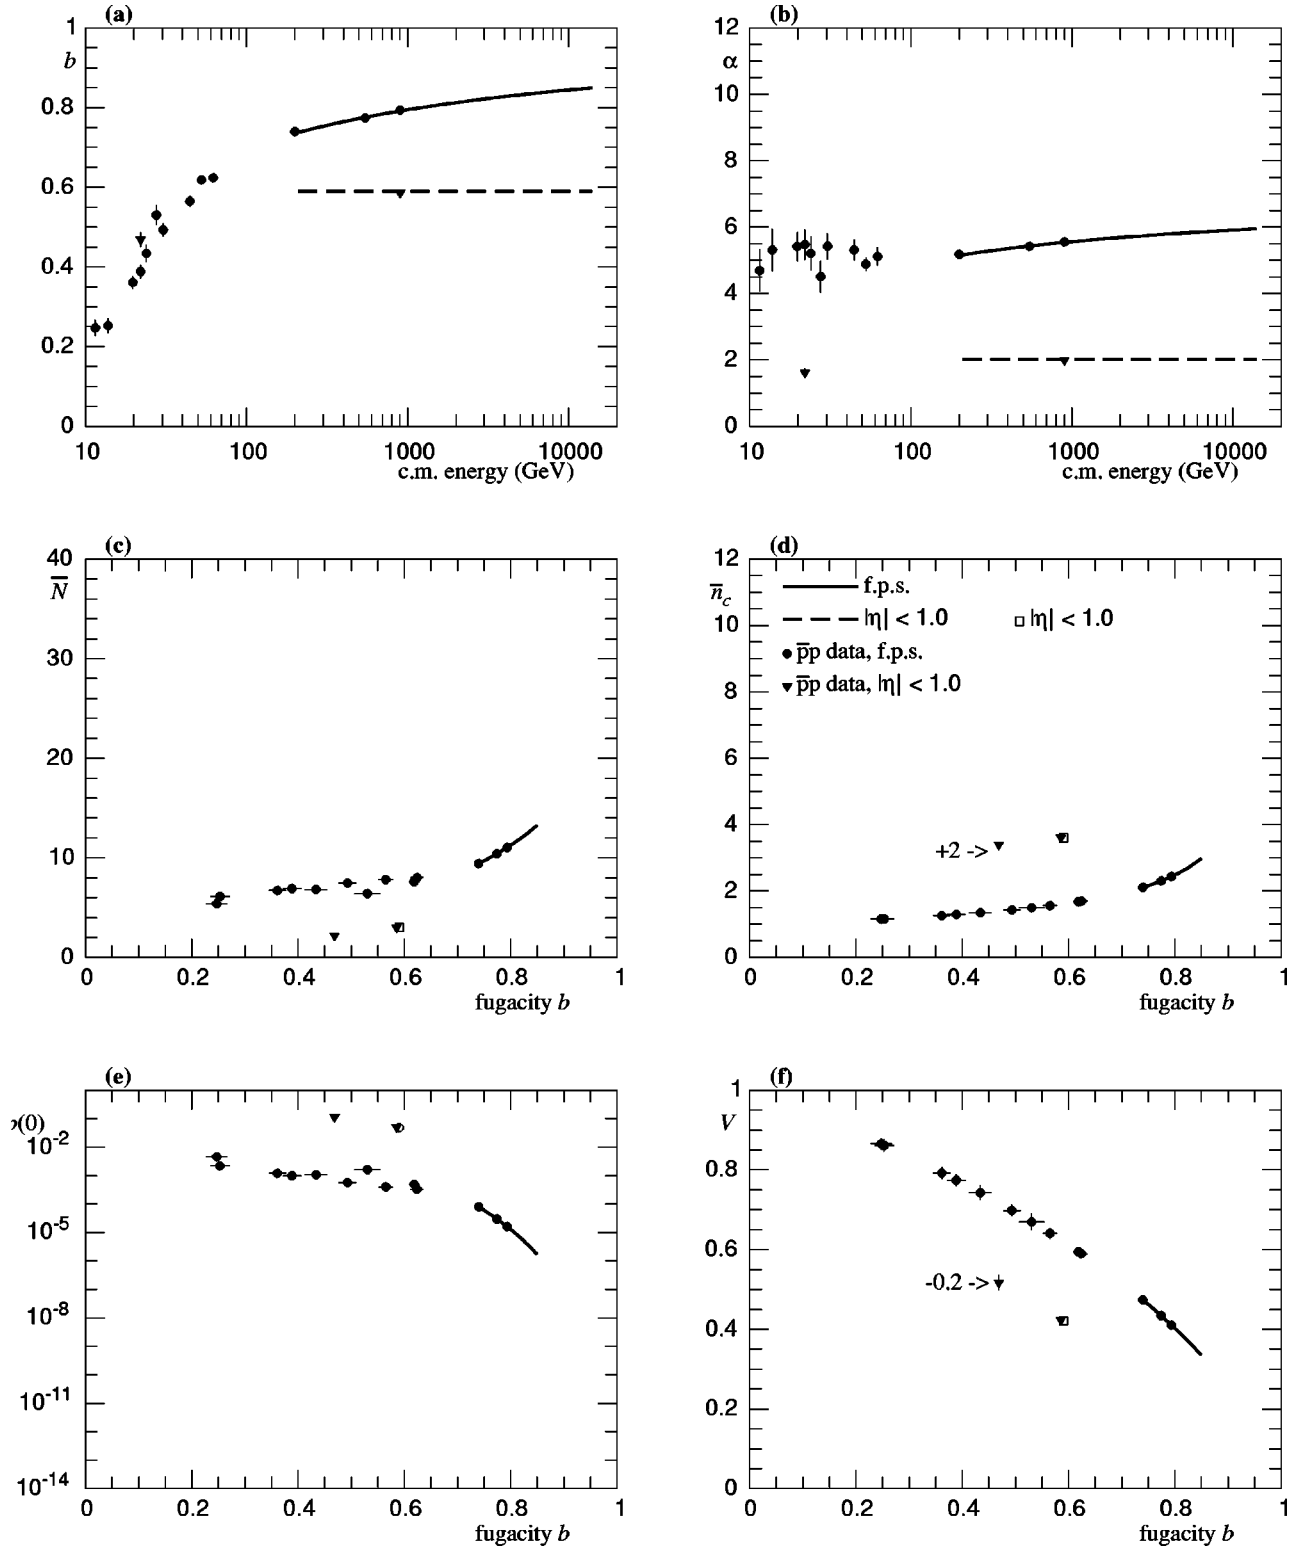 (a)
1
b
0.8
0.6
0.4
0.2
0
10 100 1000 10000
c.m. energy (GeV)
(b)
12
α
10
8
6
4
2
0
10 100 1000 10000
c.m. energy (GeV)
(c)
40
N̅
30
20
10
0
0 0.2 0.4 0.6 0.8 1
fugacity b
(d)
12
n̅c
10
8
6
4
2
0
f.p.s.
|η| < 1.0 |η| < 1.0
p̅p data, f.p.s.
p̅p data, |η| < 1.0
+2 ->
0 0.2 0.4 0.6 0.8 1
fugacity b
(e)
(0)
10-2
10-5
10-8
10-11
10-14
0 0.2 0.4 0.6 0.8 1
fugacity b
(f)
1
V
0.8
0.6
0.4
0.2
0
-0.2 ->
0 0.2 0.4 0.6 0.8 1
fugacity b